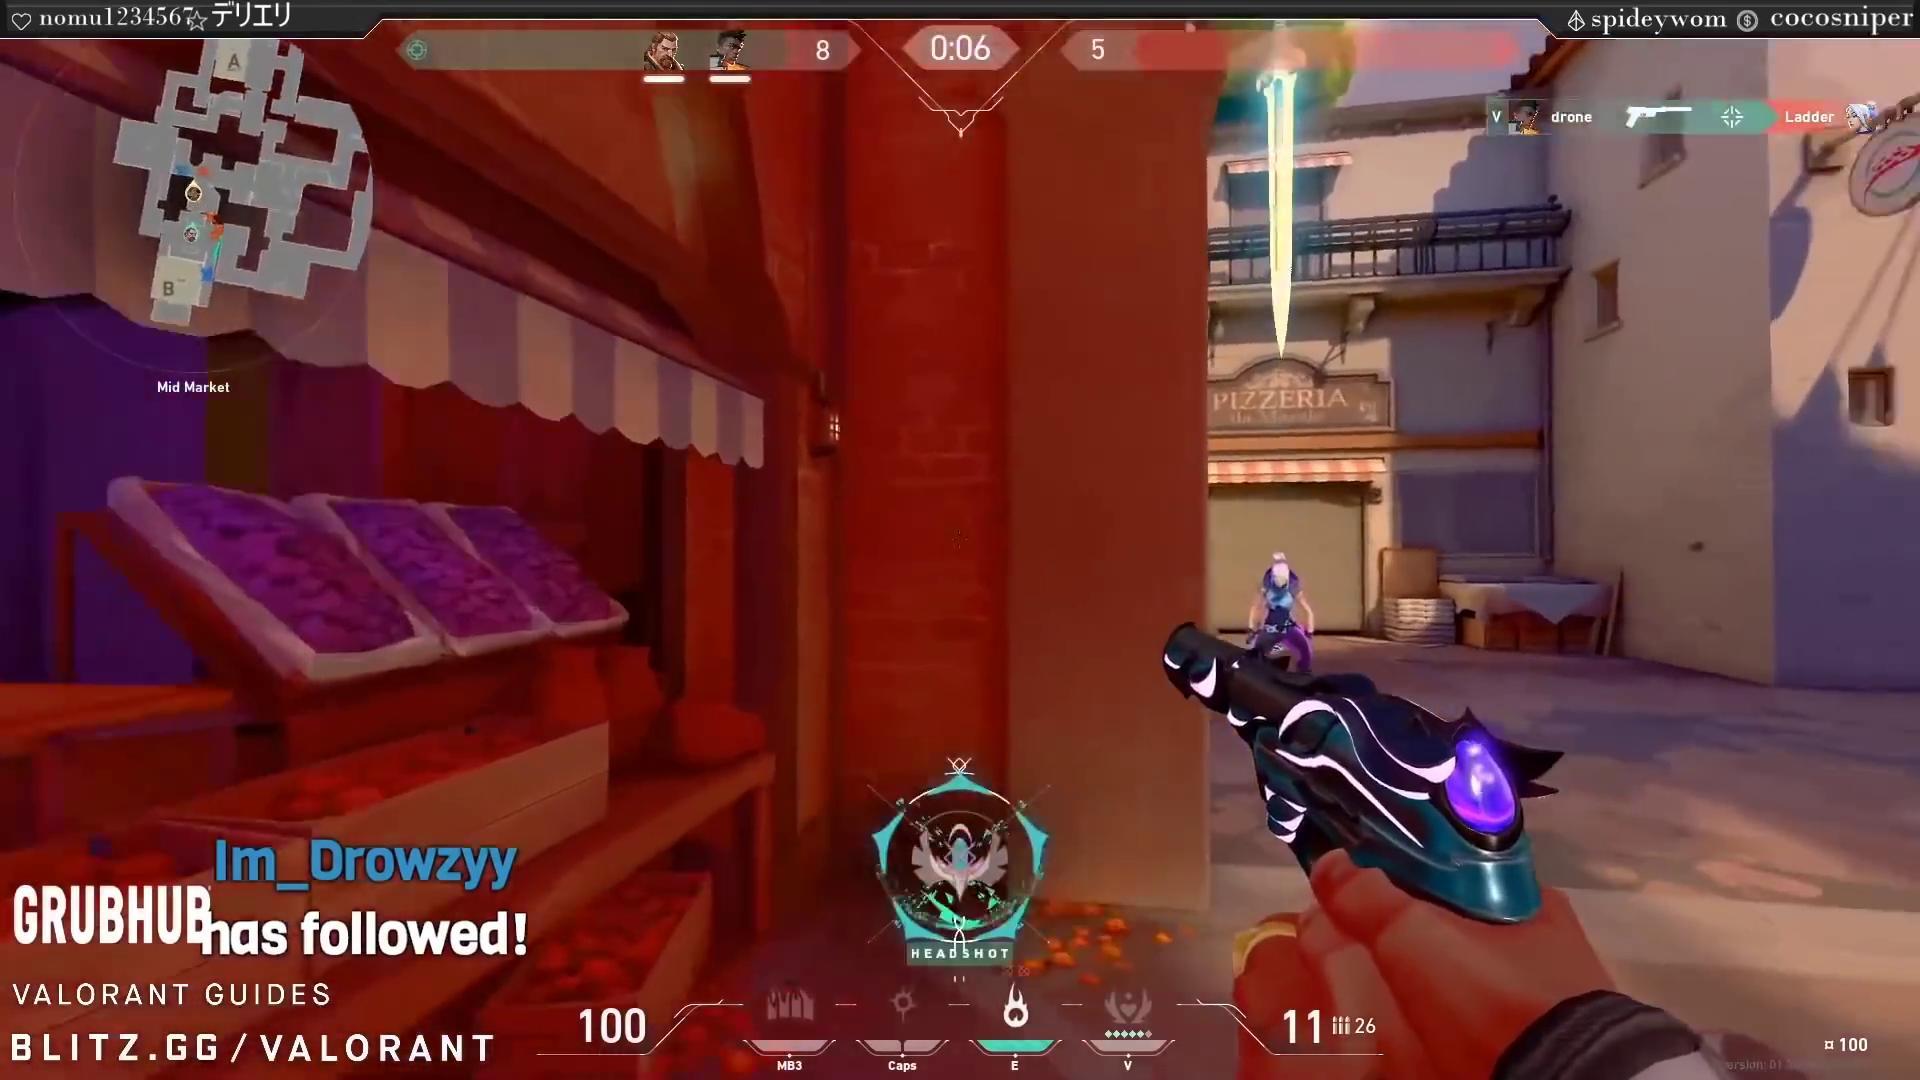 nomu1234567 ☆デリエリ
spideywom
cocosniper
A
8
0:06
5
V
drone
Ladder
B
Mid Market
PIZZERIA
Im_Drowzyy
has followed!
GRUBHUB
VALORANT GUIDES
BLITZ.GG/VALORANT
HEADSHOT
100
11
26
MB3
Caps
E
V
¤ 100